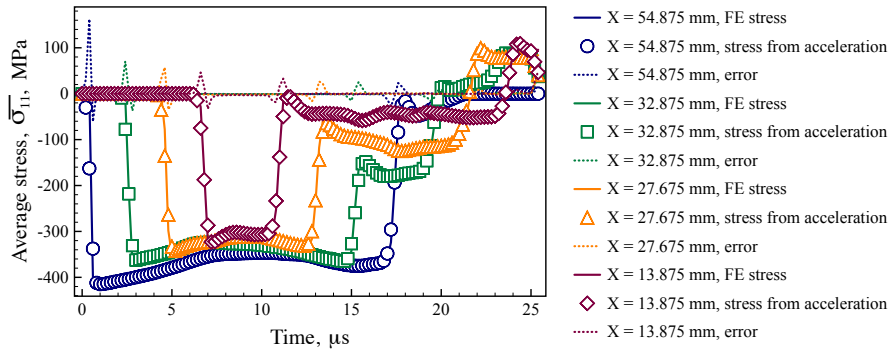 100
0
-100
-200
-300
-400
Average stress, σ₁₁, MPa
0
5
10
15
20
25
Time, μs
X = 54.875 mm, FE stress
X = 54.875 mm, stress from acceleration
X = 54.875 mm, error
X = 32.875 mm, FE stress
X = 32.875 mm, stress from acceleration
X = 32.875 mm, error
X = 27.675 mm, FE stress
X = 27.675 mm, stress from acceleration
X = 27.675 mm, error
X = 13.875 mm, FE stress
X = 13.875 mm, stress from acceleration
X = 13.875 mm, error